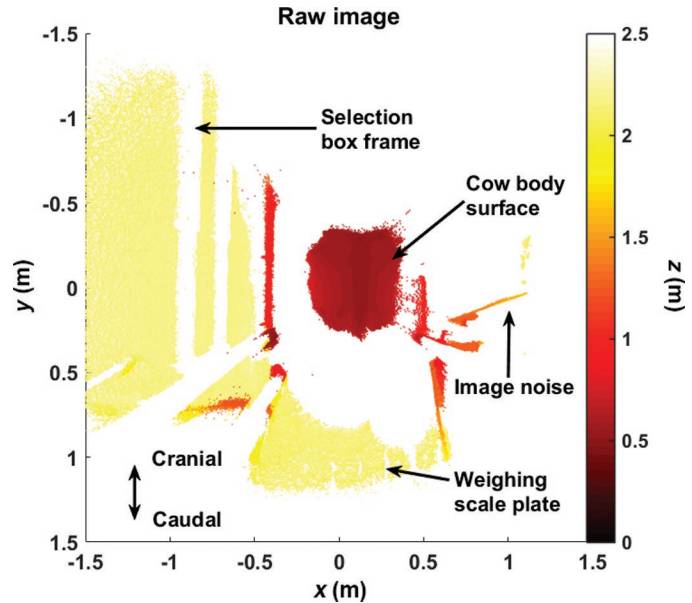 Raw image
-1.5
-1
-0.5
0
0.5
1
1.5
y (m)
Selection
box frame
Cow body
surface
Image noise
Weighing
scale plate
Cranial
Caudal
-1.5
-1
-0.5
0
0.5
1
1.5
x (m)
2.5
2
1.5
1
0.5
0
z (m)